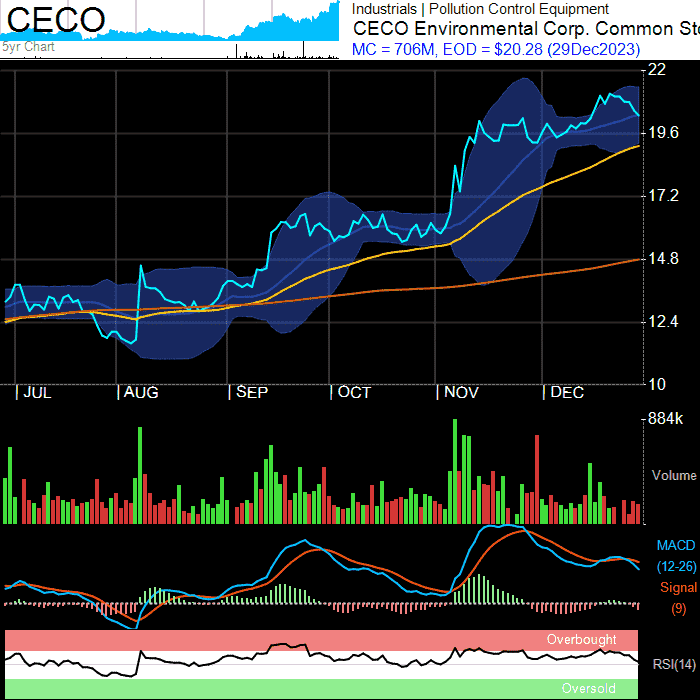 CECO
5yr Chart
Industrials | Pollution Control Equipment
CECO Environmental Corp. Common Sto
MC = 706M, EOD = $20.28 (29Dec2023)
22
19.6
17.2
14.8
12.4
10
JUL AUG SEP OCT NOV DEC
884k
Volume
MACD
(12-26)
Signal
(9)
Overbought
RSI(14)
Oversold